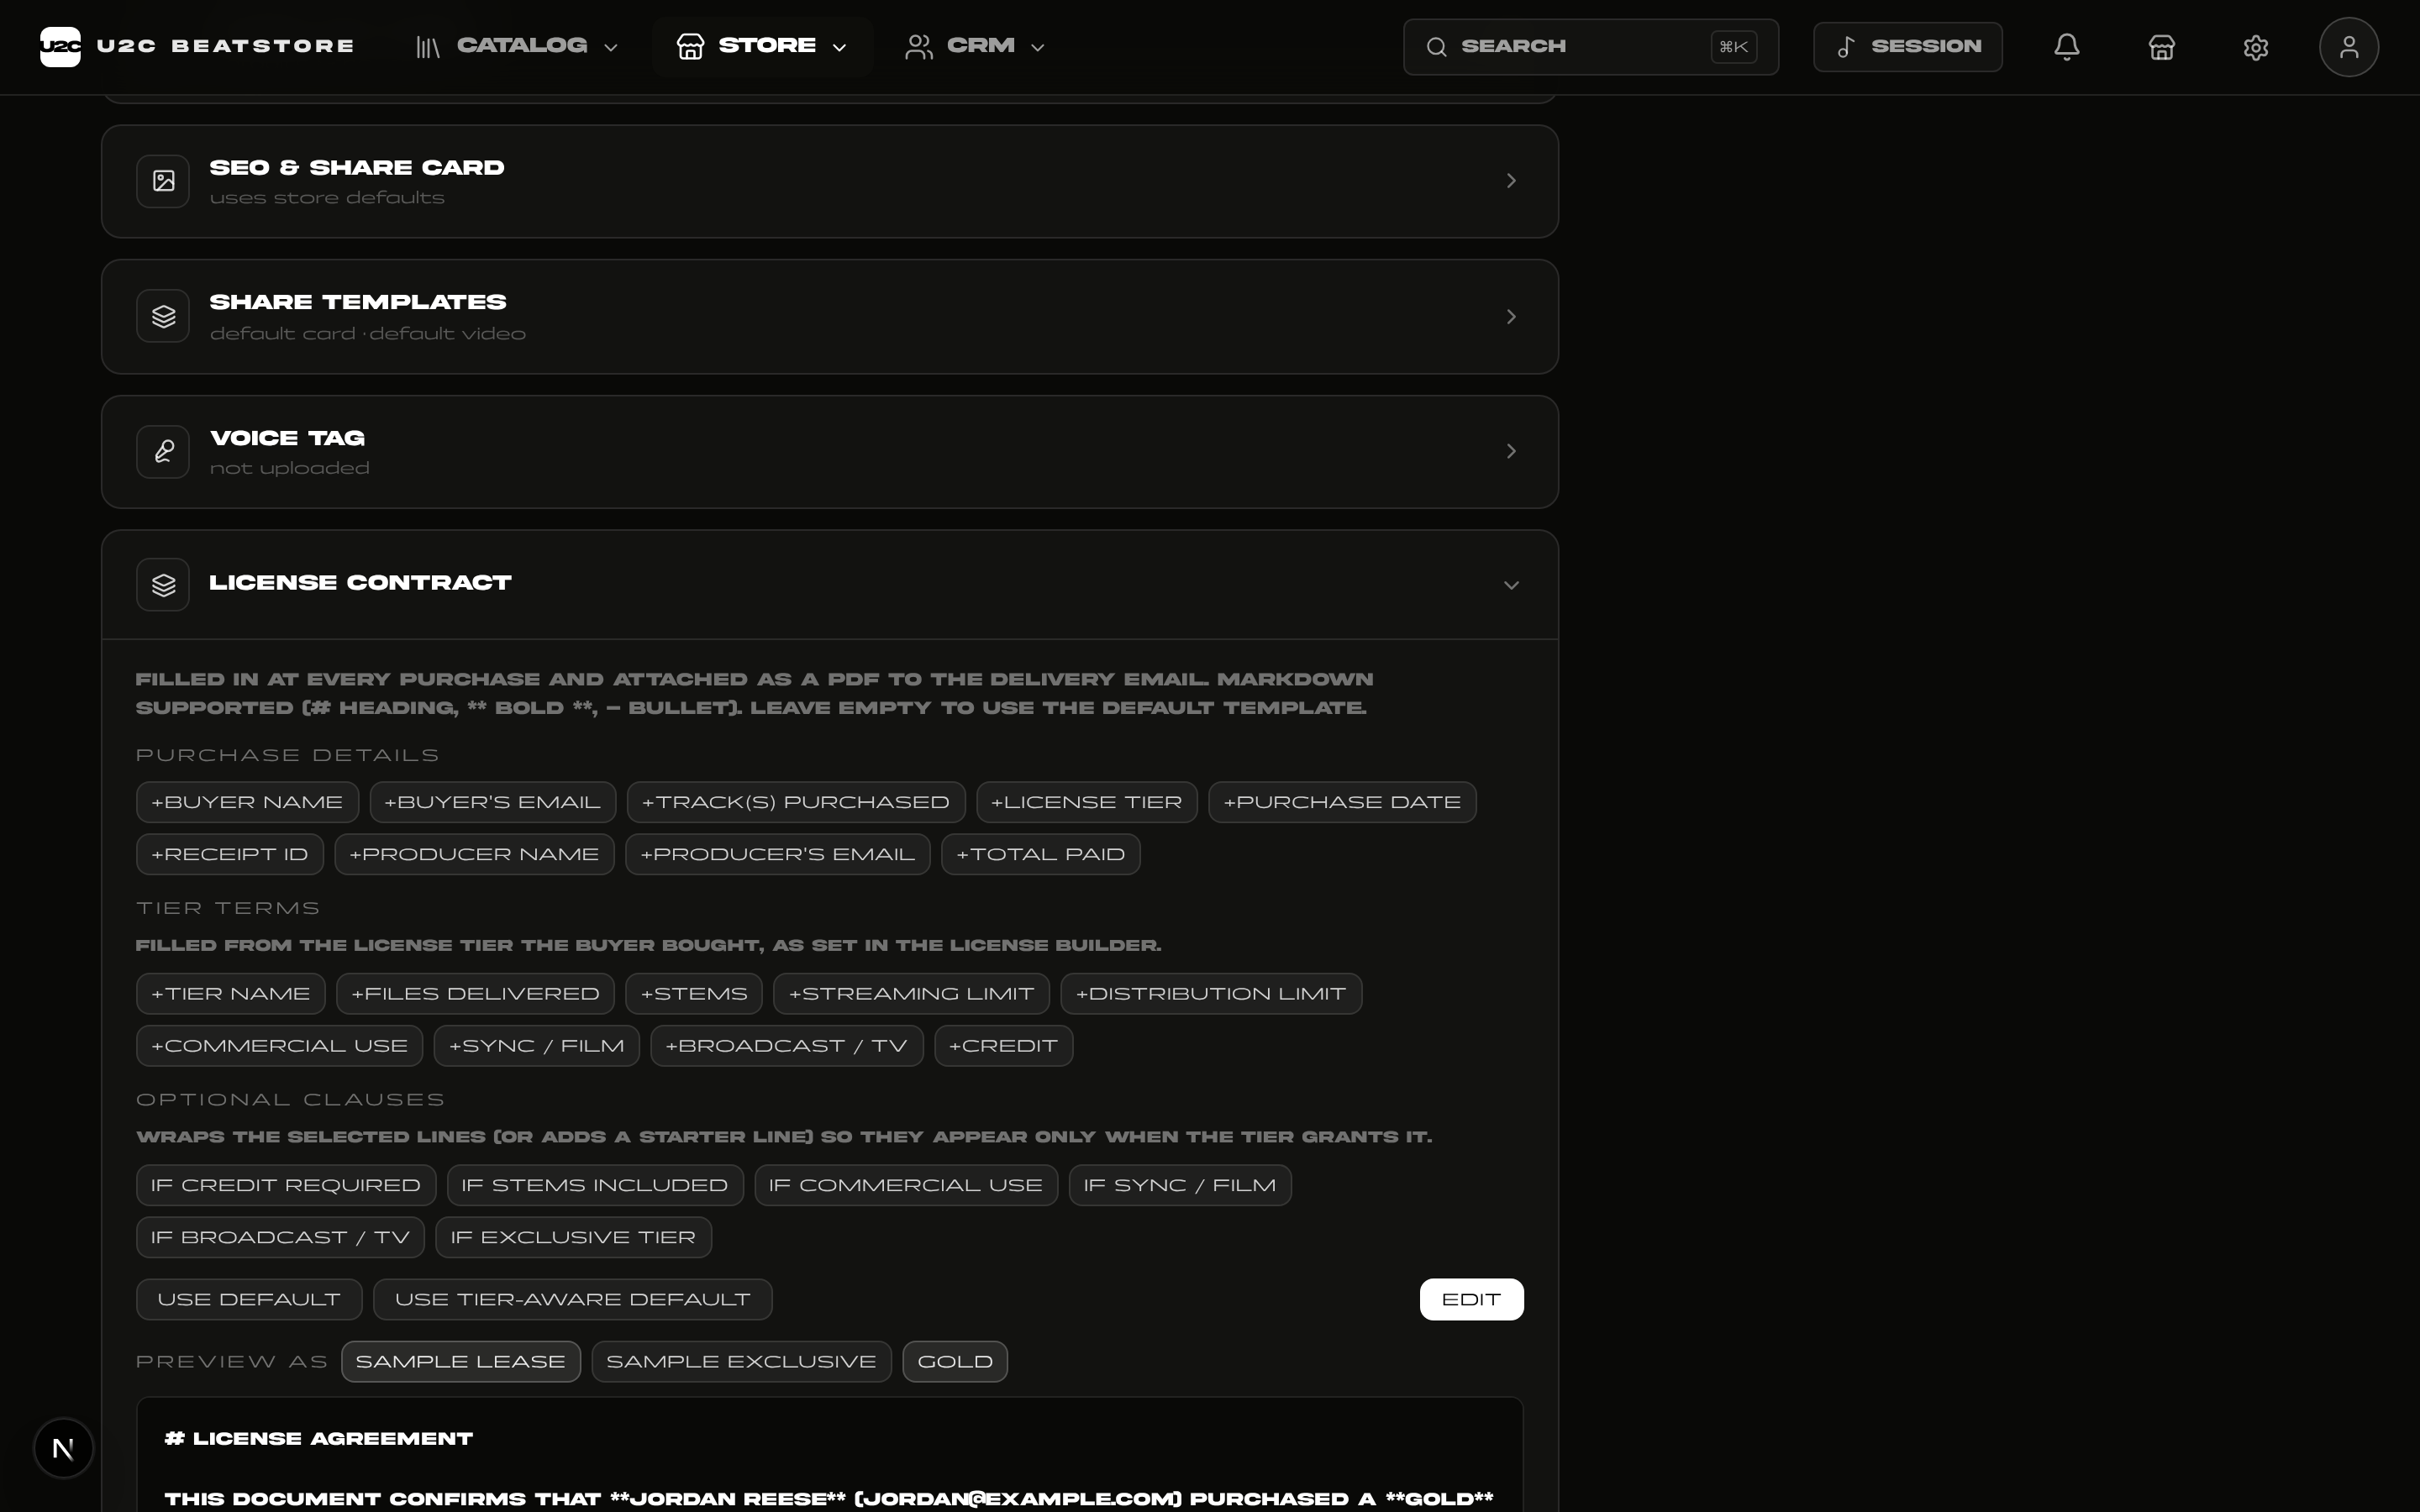 U2C U2C BEATSTORE CATALOG STORE CRM SEARCH ⌘K SESSION
SEO & SHARE CARD
uses store defaults
SHARE TEMPLATES
default card · default video
VOICE TAG
not uploaded
LICENSE CONTRACT
FILLED IN AT EVERY PURCHASE AND ATTACHED AS A PDF TO THE DELIVERY EMAIL. MARKDOWN
SUPPORTED (# HEADING, ** BOLD **, – BULLET). LEAVE EMPTY TO USE THE DEFAULT TEMPLATE.
PURCHASE DETAILS
+BUYER NAME +BUYER'S EMAIL +TRACK(S) PURCHASED +LICENSE TIER +PURCHASE DATE
+RECEIPT ID +PRODUCER NAME +PRODUCER'S EMAIL +TOTAL PAID
TIER TERMS
FILLED FROM THE LICENSE TIER THE BUYER BOUGHT, AS SET IN THE LICENSE BUILDER.
+TIER NAME +FILES DELIVERED +STEMS +STREAMING LIMIT +DISTRIBUTION LIMIT
+COMMERCIAL USE +SYNC / FILM +BROADCAST / TV +CREDIT
OPTIONAL CLAUSES
WRAPS THE SELECTED LINES (OR ADDS A STARTER LINE) SO THEY APPEAR ONLY WHEN THE TIER GRANTS IT.
IF CREDIT REQUIRED IF STEMS INCLUDED IF COMMERCIAL USE IF SYNC / FILM
IF BROADCAST / TV IF EXCLUSIVE TIER
USE DEFAULT USE TIER-AWARE DEFAULT EDIT
PREVIEW AS SAMPLE LEASE SAMPLE EXCLUSIVE GOLD
# LICENSE AGREEMENT
THIS DOCUMENT CONFIRMS THAT **JORDAN REESE** (JORDAN@EXAMPLE.COM) PURCHASED A **GOLD**
N